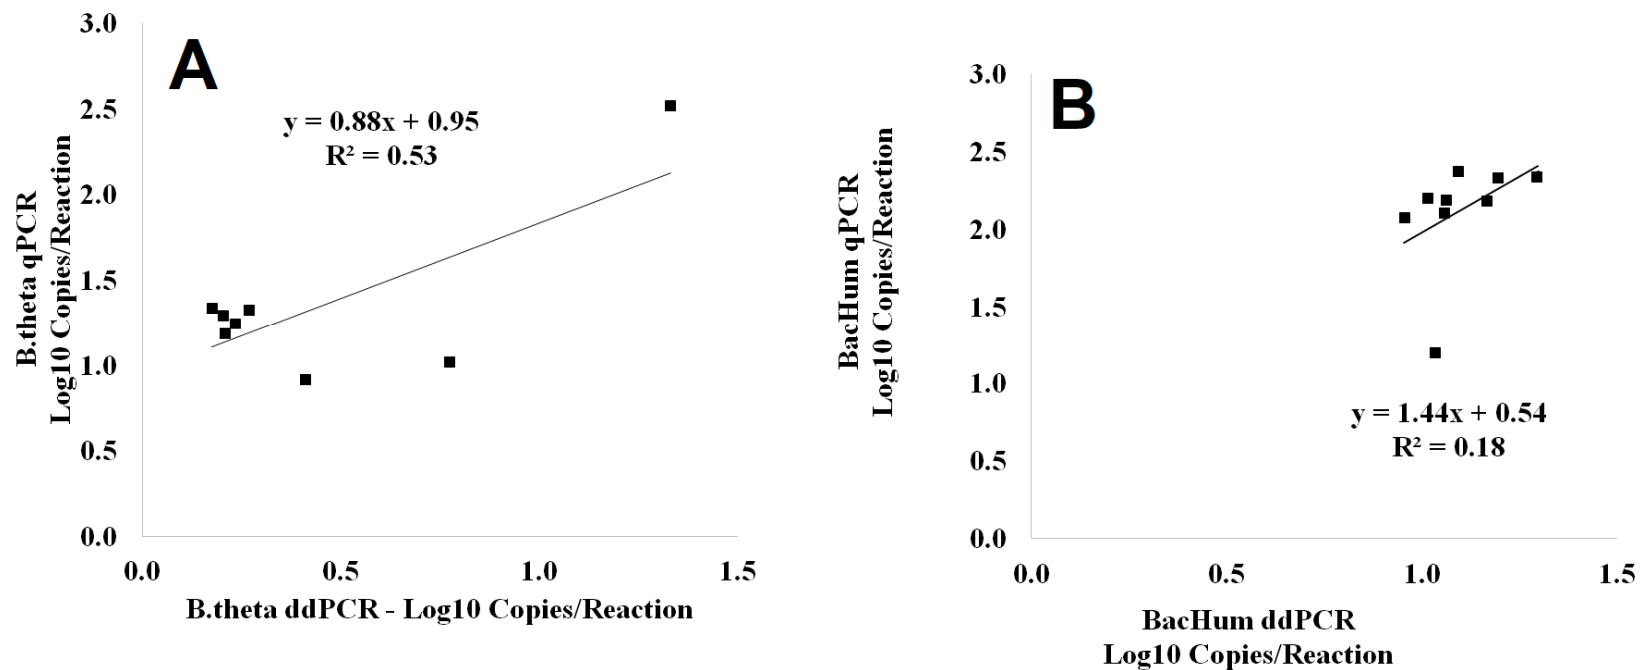 A
y = 0.88x + 0.95
R² = 0.53
B.theta qPCR
Log10 Copies/Reaction
3.0
2.5
2.0
1.5
1.0
0.5
0.0
0.0 0.5 1.0 1.5
B.theta ddPCR - Log10 Copies/Reaction
B
BacHum qPCR
Log10 Copies/Reaction
3.0
2.5
2.0
1.5
1.0
0.5
0.0
y = 1.44x + 0.54
R² = 0.18
0.0 0.5 1.0 1.5
BacHum ddPCR
Log10 Copies/Reaction